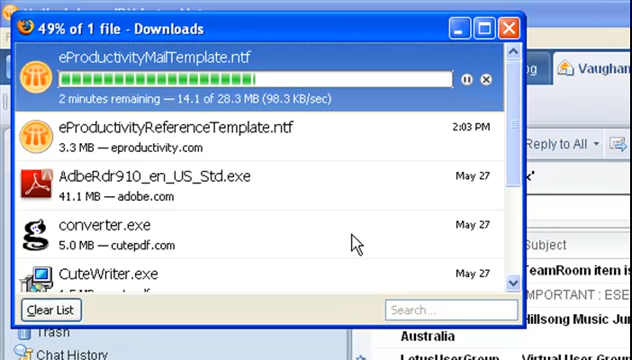 49% of 1 file - Downloads
eProductivityMailTemplate.ntf
2 minutes remaining — 14.1 of 28.3 MB (98.3 KB/sec)
eProductivityReferenceTemplate.ntf
2:03 PM
3.3 MB — eproductivity.com
AdbeRdr910_en_US_Std.exe
May 27
41.1 MB — adobe.com
converter.exe
May 27
5.0 MB — cutepdf.com
CuteWriter.exe
May 27
Clear List
Search...
Trash
Chat History
og
Vaughan
Reply to All
Subject
TeamRoom item is
IMPORTANT : ESE
Hillsong Music Jun
Australia
LotusUserGroup
Virtual User Group